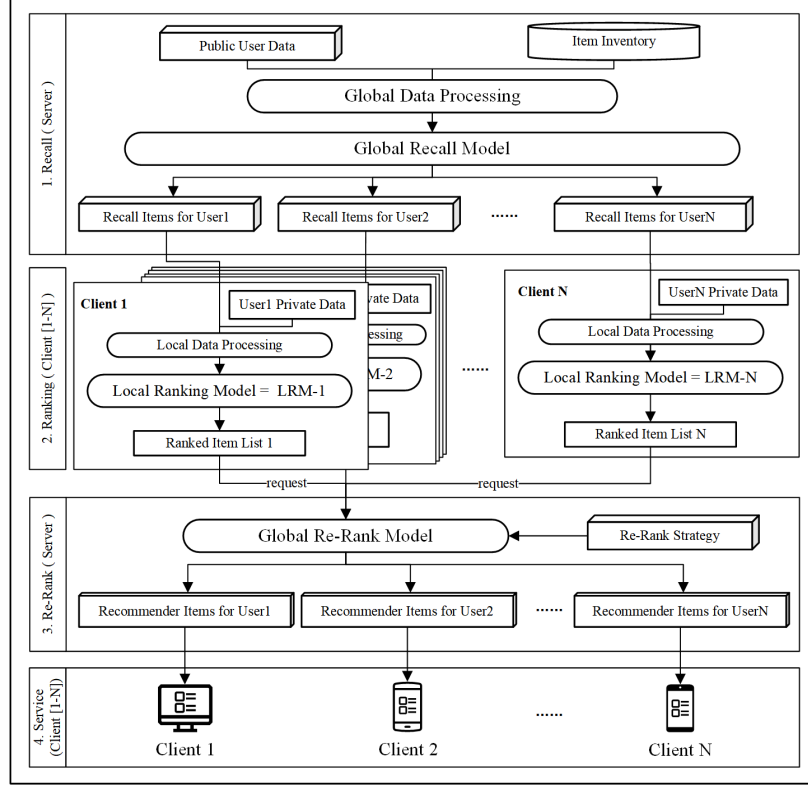 1. Recall ( Server )
Public User Data
Item Inventory
Global Data Processing
Global Recall Model
Recall Items for User1
Recall Items for User2
......
Recall Items for UserN
2. Ranking ( Client [1-N] )
Client 1
User1 Private Data
Local Data Processing
Local Ranking Model = LRM-1
Ranked Item List 1
vate Data
essing
M-2
......
Client N
UserN Private Data
Local Data Processing
Local Ranking Model = LRM-N
Ranked Item List N
request
request
3. Re-Rank ( Server )
Global Re-Rank Model
Re-Rank Strategy
Recommender Items for User1
Recommender Items for User2
......
Recommender Items for UserN
4. Service
(Client [1-N])
Client 1
Client 2
......
Client N